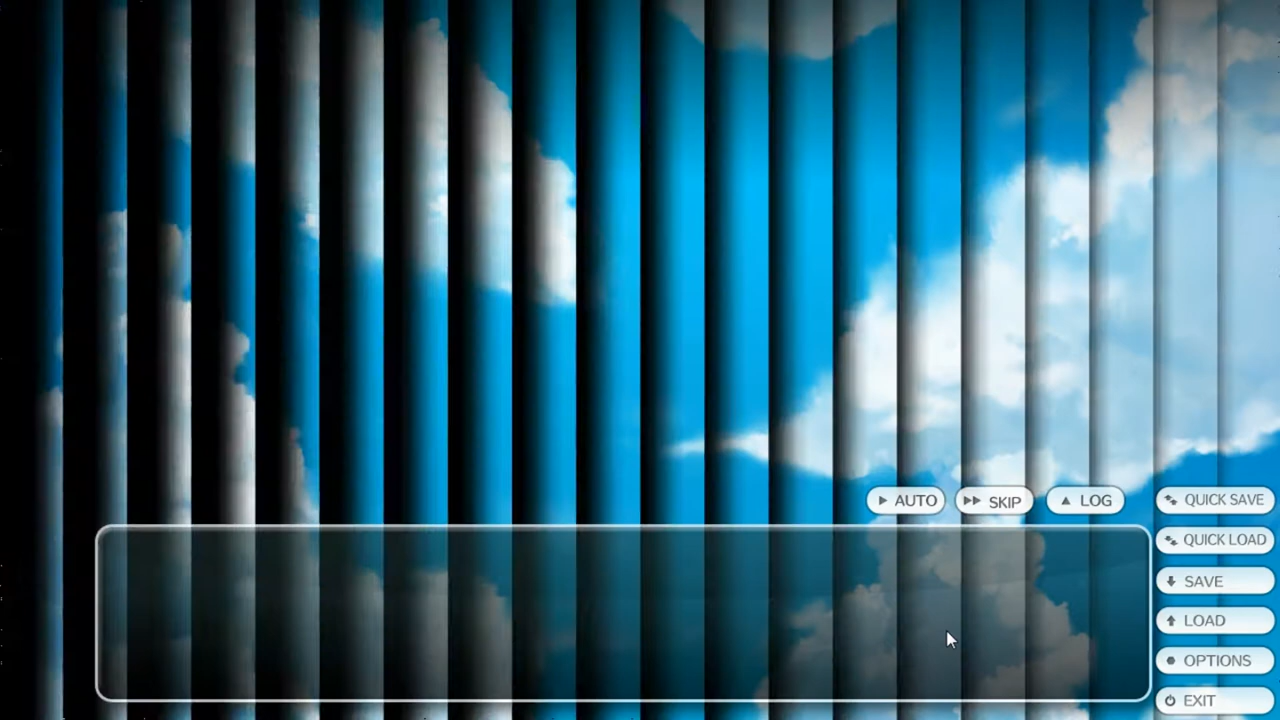 AUTO SKIP LOG
QUICK SAVE
QUICK LOAD
SAVE
LOAD
OPTIONS
EXIT